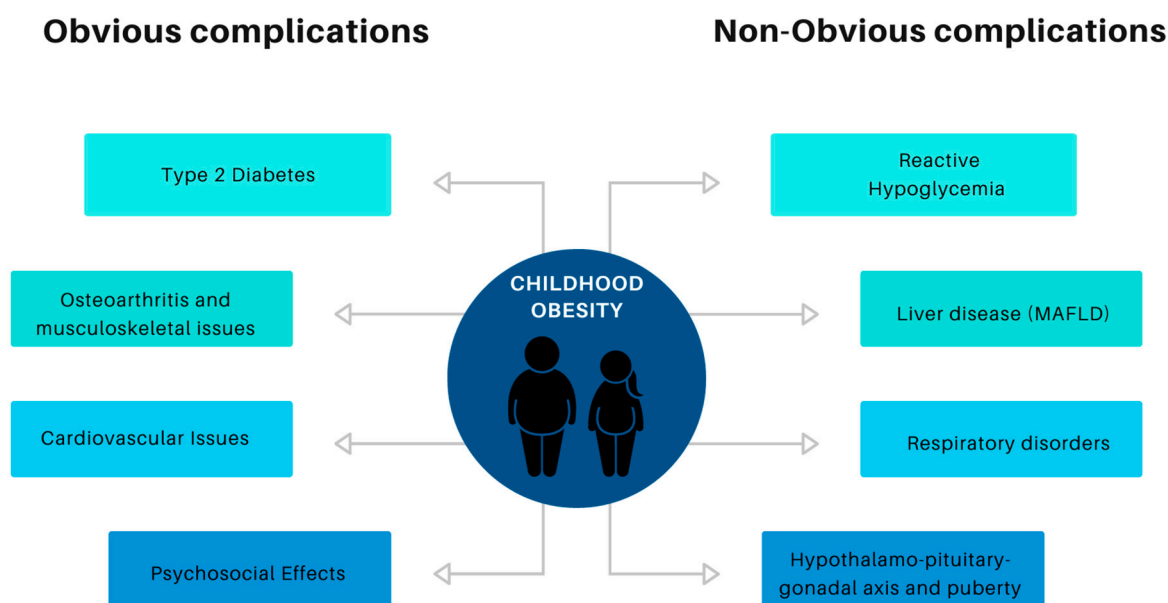 Obvious complications
Non-Obvious complications
Type 2 Diabetes
Reactive
Hypoglycemia
CHILDHOOD
OBESITY
Osteoarthritis and
musculoskeletal issues
Liver disease (MAFLD)
Cardiovascular Issues
Respiratory disorders
Psychosocial Effects
Hypothalamo-pituitary-
gonadal axis and puberty